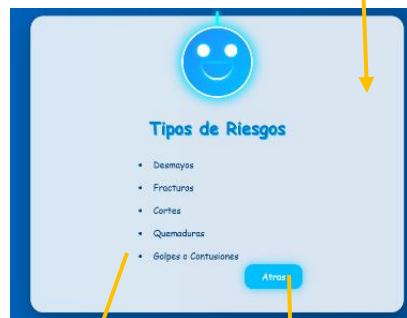 Tipos de Riesgos
• Desmayos
• Fracturas
• Cortes
• Quemaduras
• Golpes o Contusiones
Atras